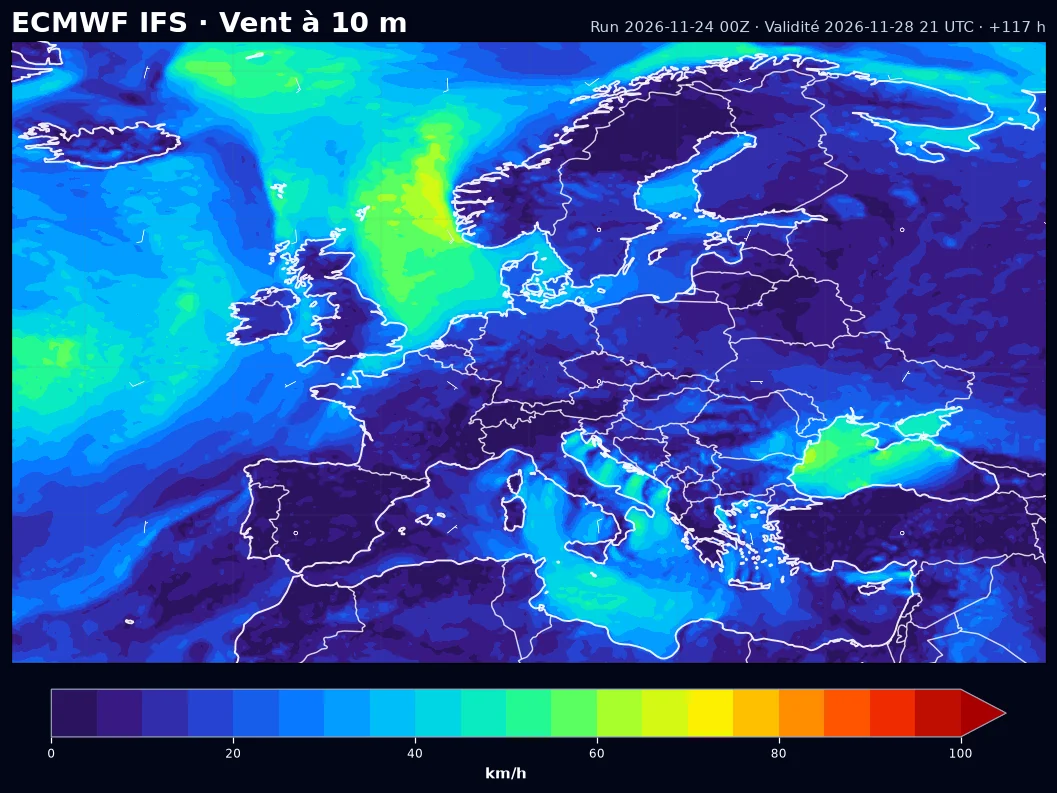 ECMWF IFS · Vent à 10 m
Run 2026-11-24 00Z · Validité 2026-11-28 21 UTC · +117 h
0 20 40 60 80 100
km/h